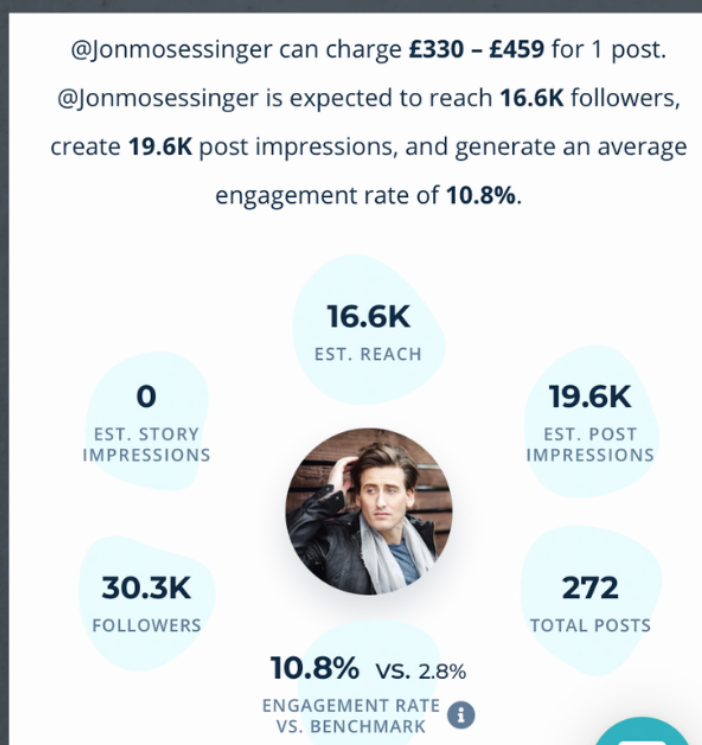 @Jonmosessinger can charge £330 – £459 for 1 post.
@Jonmosessinger is expected to reach 16.6K followers,
create 19.6K post impressions, and generate an average
engagement rate of 10.8%.
16.6K
EST. REACH
0
EST. STORY
IMPRESSIONS
19.6K
EST. POST
IMPRESSIONS
30.3K
FOLLOWERS
272
TOTAL POSTS
10.8% VS. 2.8%
ENGAGEMENT RATE
VS. BENCHMARK
i